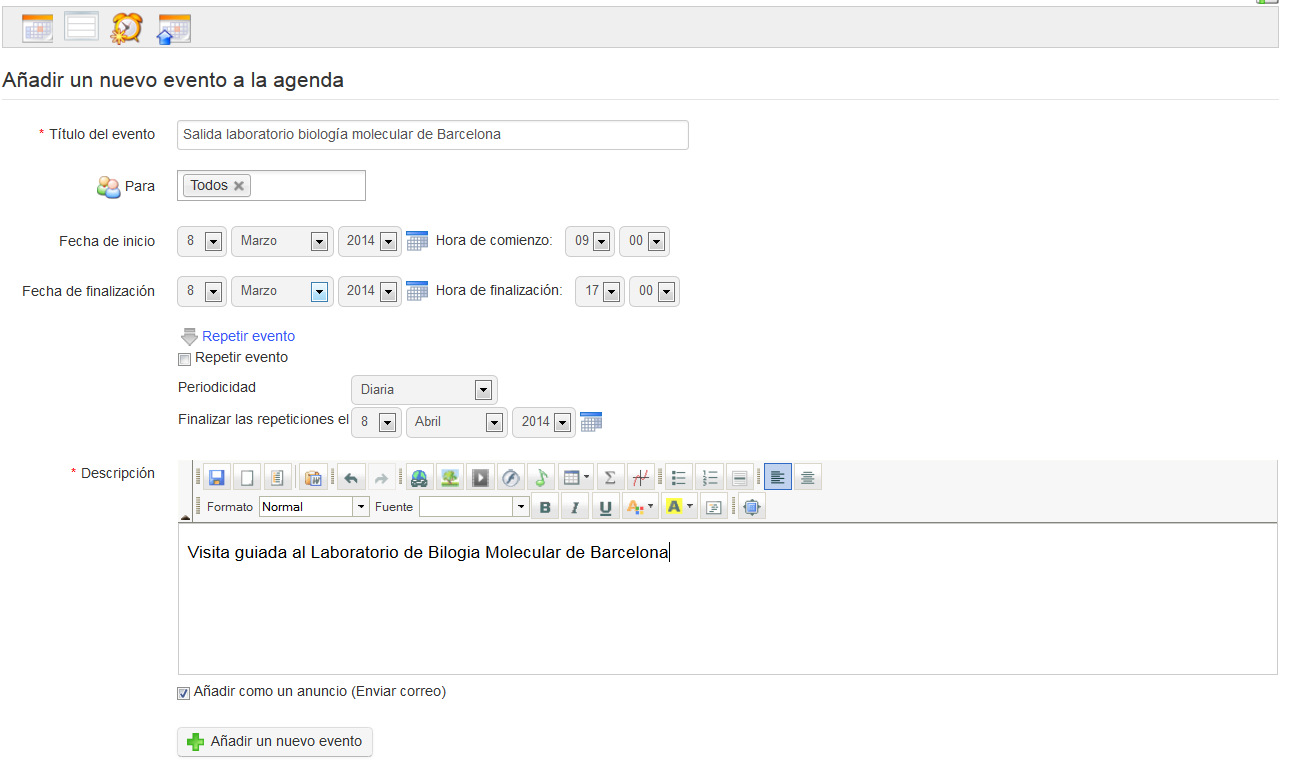 Añadir un nuevo evento a la agenda
* Título del evento Salida laboratorio biología molecular de Barcelona
Para Todos
Fecha de inicio 8 Marzo 2014 Hora de comienzo: 09 00
Fecha de finalización 8 Marzo 2014 Hora de finalización: 17 00
Repetir evento
Repetir evento
Periodicidad Diaria
Finalizar las repeticiones el 8 Abril 2014
* Descripción
Formato Normal Fuente B I U A A
Visita guiada al Laboratorio de Bilogia Molecular de Barcelona
Añadir como un anuncio (Enviar correo)
Añadir un nuevo evento